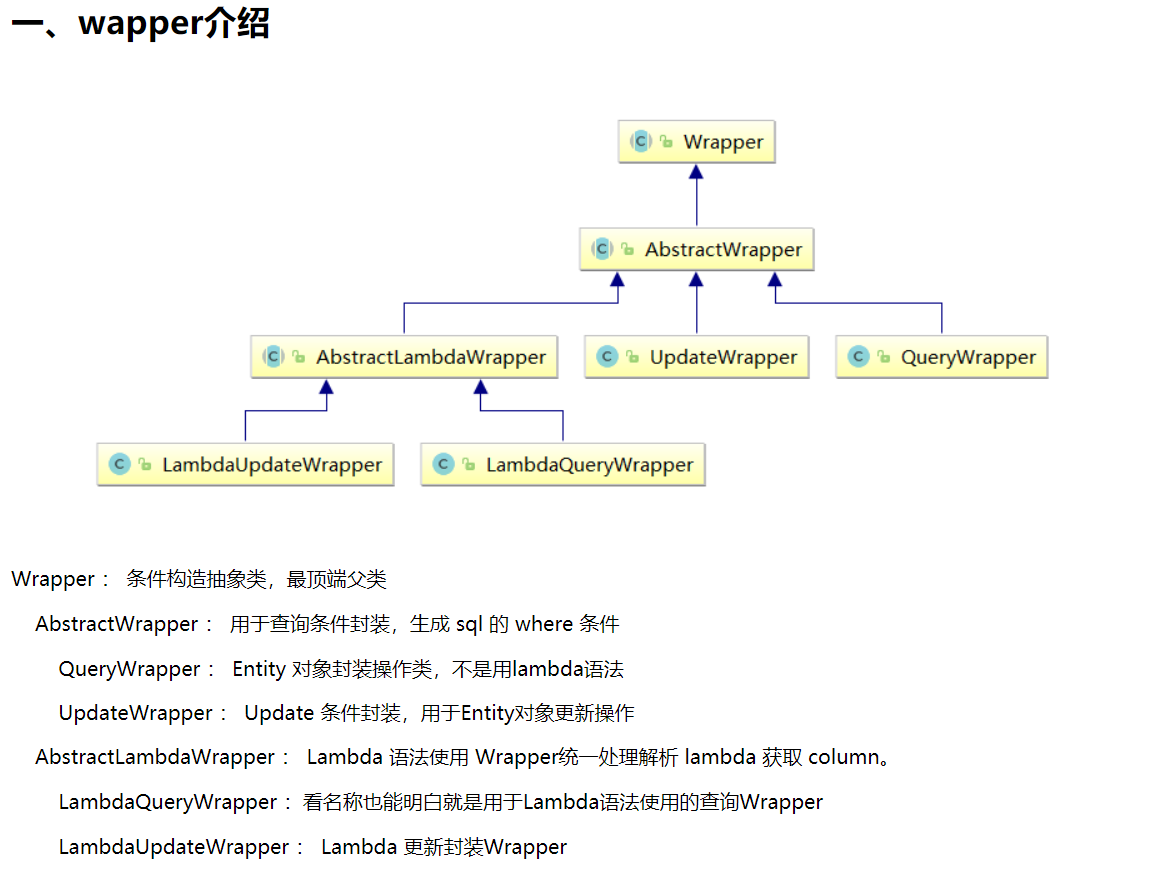 一、wapper介绍
Wrapper
AbstractWrapper
AbstractLambdaWrapper
UpdateWrapper
QueryWrapper
LambdaUpdateWrapper
LambdaQueryWrapper
Wrapper： 条件构造抽象类，最顶端父类
AbstractWrapper： 用于查询条件封装，生成 sql 的 where 条件
QueryWrapper： Entity 对象封装操作类，不是用lambda语法
UpdateWrapper： Update 条件封装，用于Entity对象更新操作
AbstractLambdaWrapper： Lambda 语法使用 Wrapper统一处理解析 lambda 获取 column。
LambdaQueryWrapper：看名称也能明白就是用于Lambda语法使用的查询Wrapper
LambdaUpdateWrapper： Lambda 更新封装Wrapper